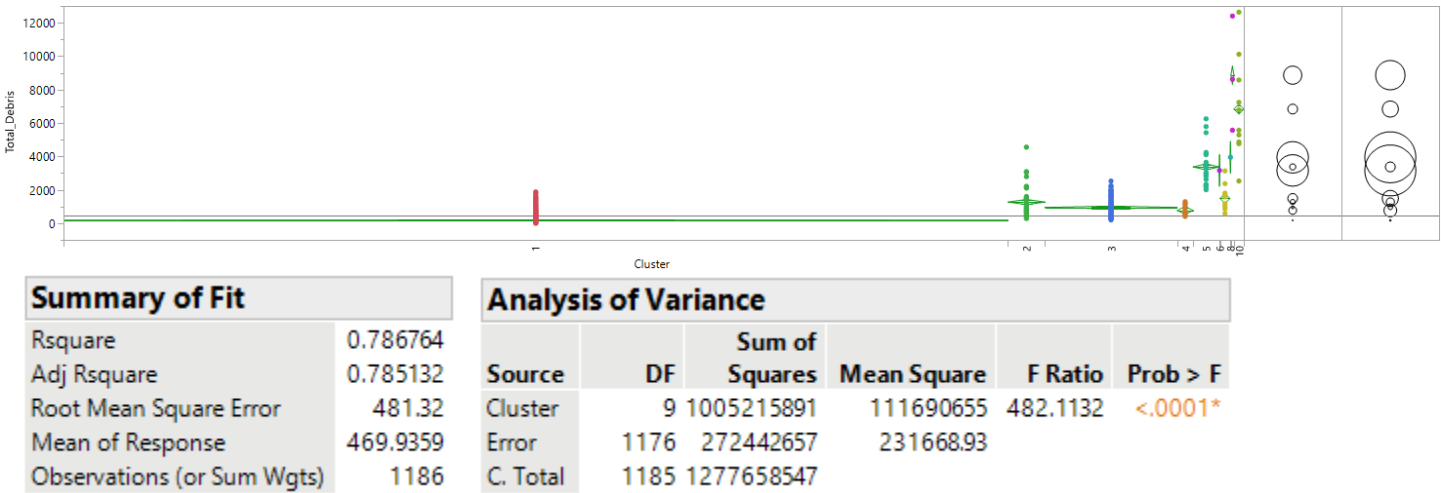 12000
10000
8000
6000
4000
2000
0
Total_Debris
1 2 3 4 5 6 8 10
Cluster
Summary of Fit
Rsquare 0.786764
Adj Rsquare 0.785132
Root Mean Square Error 481.32
Mean of Response 469.9359
Observations (or Sum Wgts) 1186
Analysis of Variance
Sum of
Source DF Squares Mean Square F Ratio Prob > F
Cluster 9 1005215891 111690655 482.1132 <.0001*
Error 1176 272442657 231668.93
C. Total 1185 1277658547